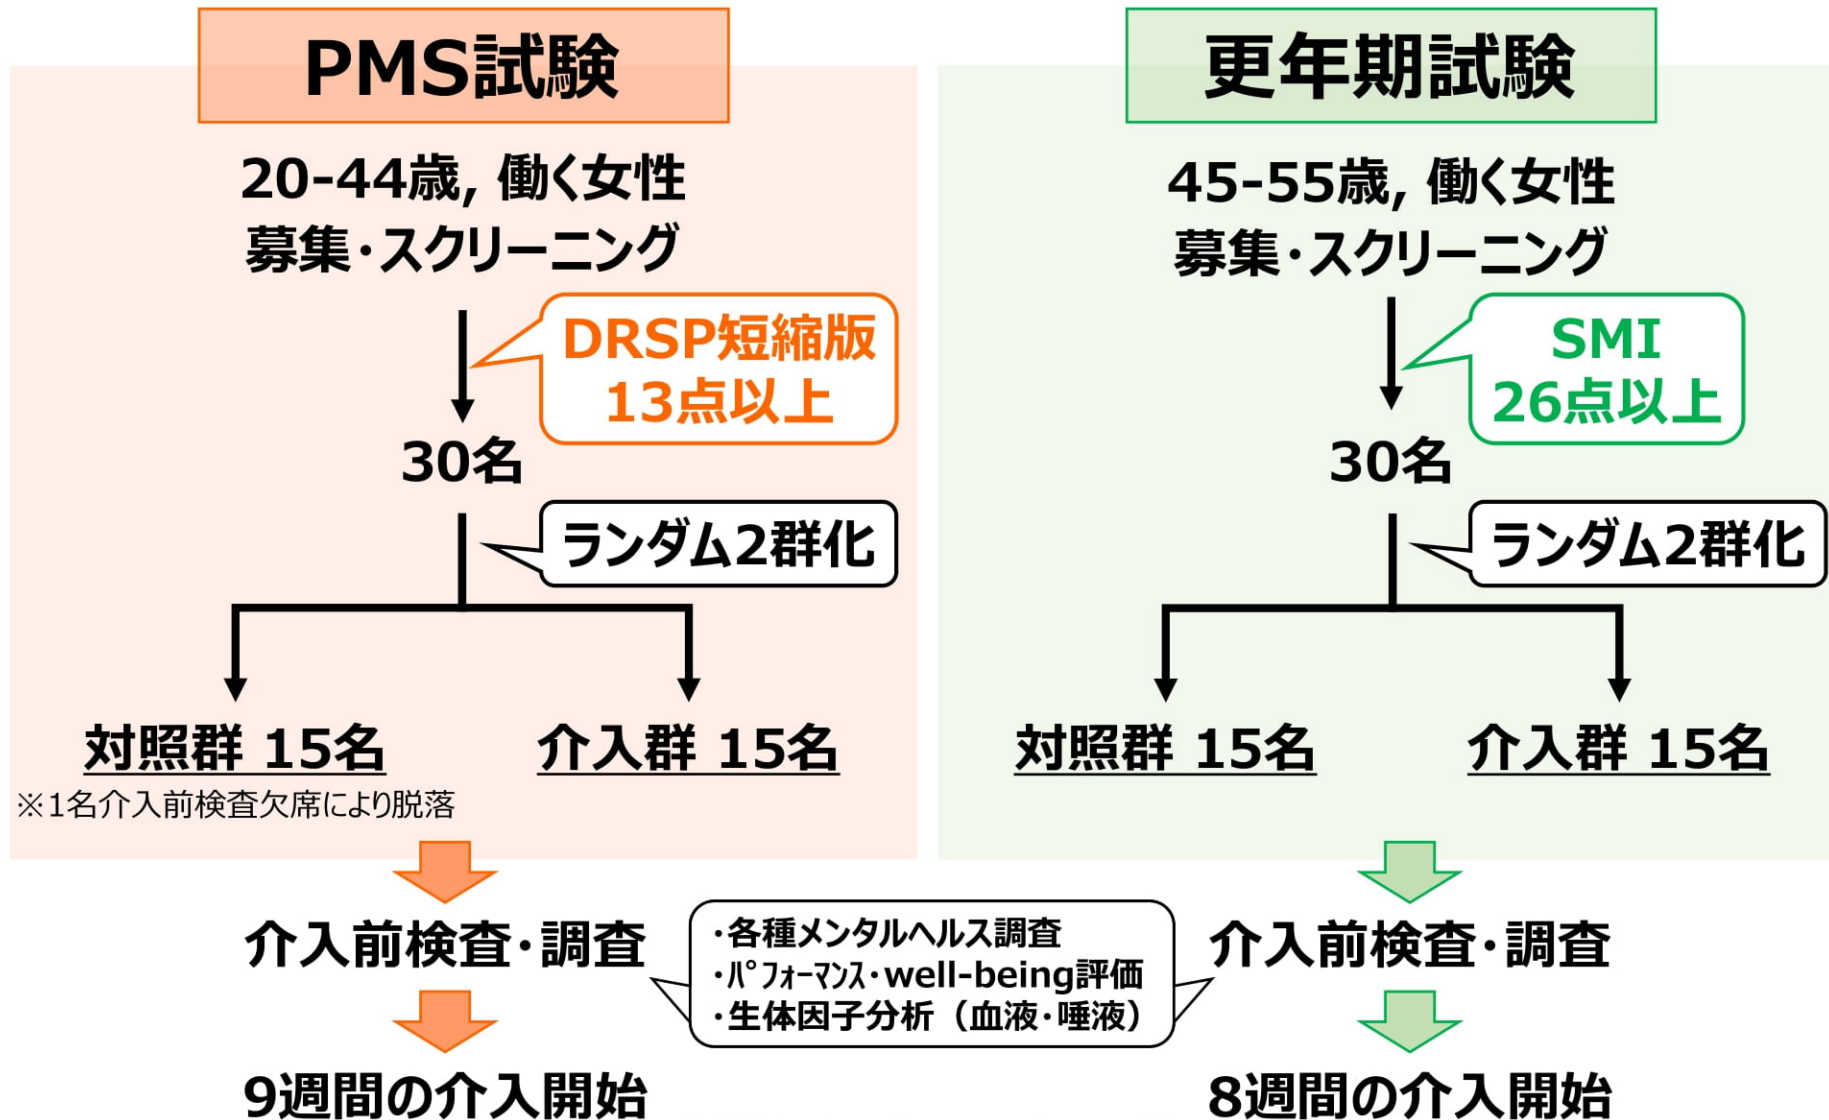 PMS試験
20-44歳, 働く女性
募集・スクリーニング
DRSP短縮版
13点以上
30名
ランダム2群化
対照群 15名
介入群 15名
※1名介入前検査欠席により脱落
介入前検査・調査
9週間の介入開始
更年期試験
45-55歳, 働く女性
募集・スクリーニング
SMI
26点以上
30名
ランダム2群化
対照群 15名
介入群 15名
介入前検査・調査
8週間の介入開始
・各種メンタルヘルス調査
・ﾊﾟﾌｫｰﾏﾝｽ・well-being評価
・生体因子分析（血液・唾液）